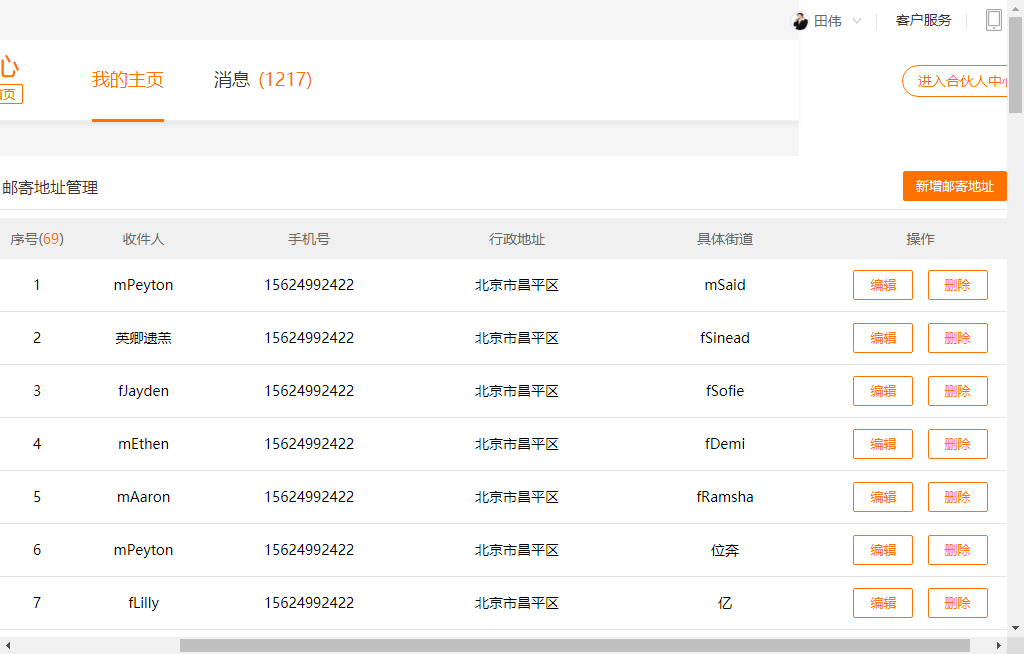 田伟 客户服务
心
我的主页 消息 (1217)
进入合伙人中心
首页
邮寄地址管理 新增邮寄地址
序号(69) 收件人 手机号 行政地址 具体街道 操作
1 mPeyton 15624992422 北京市昌平区 mSaid 编辑 删除
2 英卿遗羔 15624992422 北京市昌平区 fSinead 编辑 删除
3 fJayden 15624992422 北京市昌平区 fSofie 编辑 删除
4 mEthen 15624992422 北京市昌平区 fDemi 编辑 删除
5 mAaron 15624992422 北京市昌平区 fRamsha 编辑 删除
6 mPeyton 15624992422 北京市昌平区 位奔 编辑 删除
7 fLilly 15624992422 北京市昌平区 亿 编辑 删除